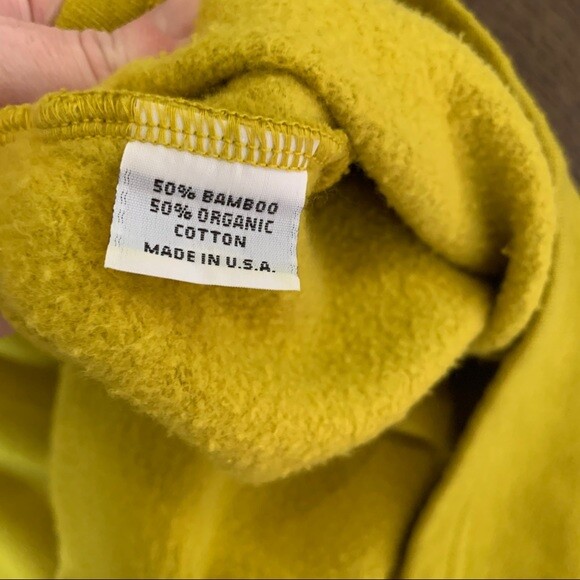 50% BAMBOO
50% ORGANIC
COTTON
MADE IN U.S.A.